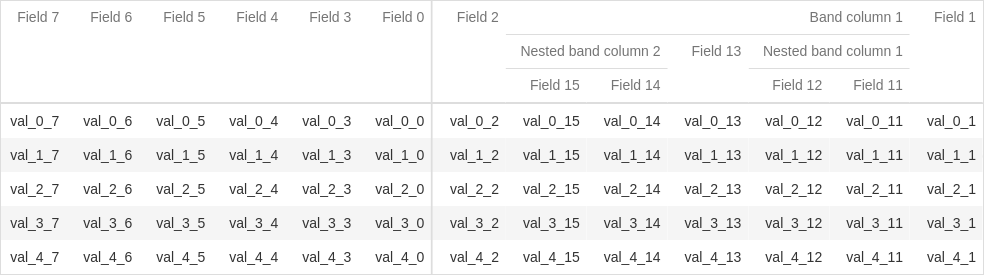 Field 7 Field 6 Field 5 Field 4 Field 3 Field 0 Field 2 Band column 1 Field 1
Nested band column 2 Field 13 Nested band column 1
Field 15 Field 14 Field 12 Field 11
val_0_7 val_0_6 val_0_5 val_0_4 val_0_3 val_0_0 val_0_2 val_0_15 val_0_14 val_0_13 val_0_12 val_0_11 val_0_1
val_1_7 val_1_6 val_1_5 val_1_4 val_1_3 val_1_0 val_1_2 val_1_15 val_1_14 val_1_13 val_1_12 val_1_11 val_1_1
val_2_7 val_2_6 val_2_5 val_2_4 val_2_3 val_2_0 val_2_2 val_2_15 val_2_14 val_2_13 val_2_12 val_2_11 val_2_1
val_3_7 val_3_6 val_3_5 val_3_4 val_3_3 val_3_0 val_3_2 val_3_15 val_3_14 val_3_13 val_3_12 val_3_11 val_3_1
val_4_7 val_4_6 val_4_5 val_4_4 val_4_3 val_4_0 val_4_2 val_4_15 val_4_14 val_4_13 val_4_12 val_4_11 val_4_1